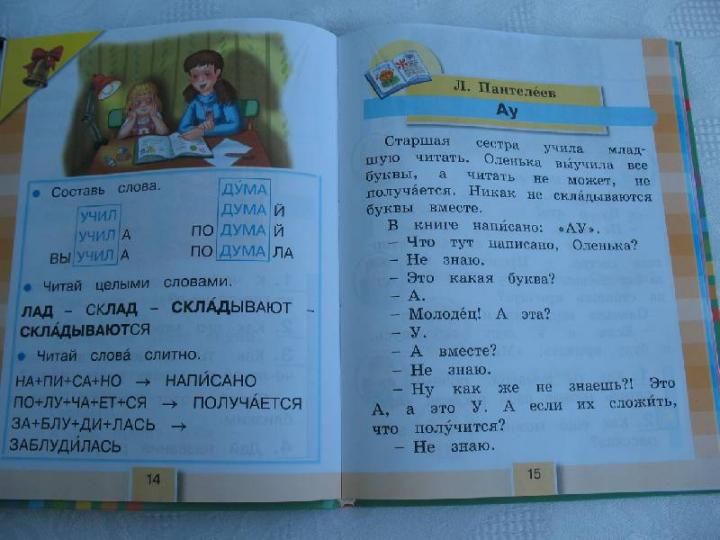 Составь слова.
УЧИЛ
УЧИЛ А
ВЫ УЧИЛ А
ДУ́МА
ДУМА Й
ПО ДУМА Й
ПО ДУМА ЛА
Читай целыми словами.
ЛАД – СКЛАД – СКЛА́ДЫВАЮТ –
СКЛА́ДЫВАЮТСЯ
Читай слова́ слитно.
НА+ПИ+СА+НО → НАПИ́САНО
ПО+ЛУ+ЧА+ЕТ+СЯ → ПОЛУЧА́ЕТСЯ
ЗА+БЛУ+ДИ+ЛАСЬ →
ЗАБЛУДИ́ЛАСЬ
14
Л. Пантеле́ев
Ау
Старшая сестра учила млад-
шую читать. Оленька вы́учила все
буквы, а читать не может, не
получа́ется. Никак не скла́дываются
буквы вместе.
В книге напи́сано: «АУ».
– Что тут написано, Оленька?
– Не знаю.
– Это какая буква?
– А.
– Молоде́ц! А эта?
– У.
– А вместе?
– Не знаю.
– Ну как же не знаешь?! Это
А, а это У. А если их сложи́ть,
что полу́чится?
– Не знаю.
15